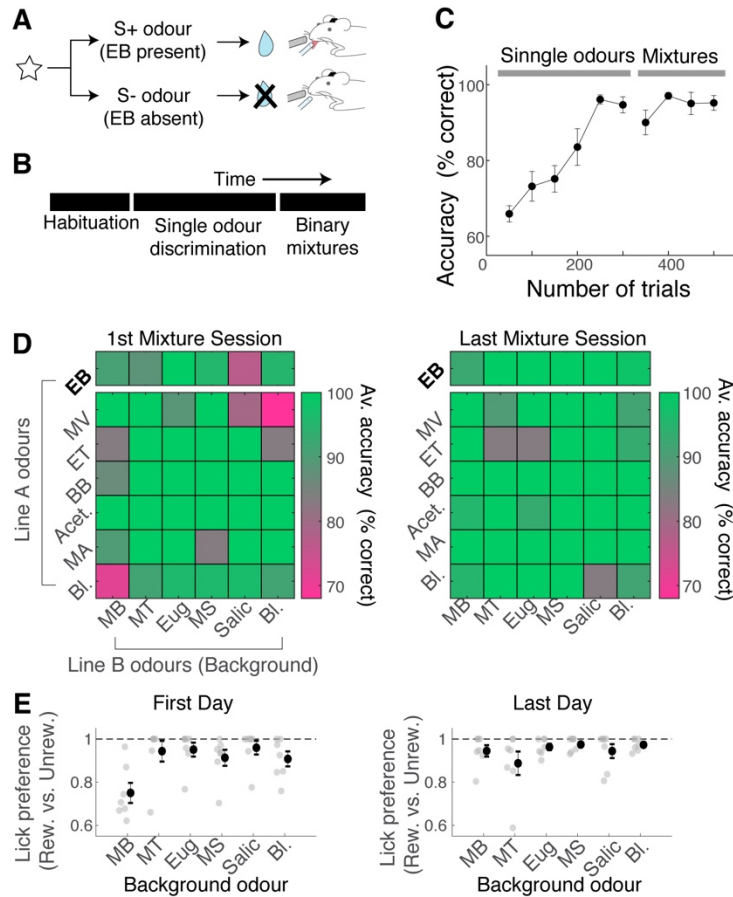 A
S+ odour
(EB present)
S- odour
(EB absent)
B
Time
Habituation
Single odour
discrimination
Binary
mixtures
C
Sinngle odours
Mixtures
Accuracy (% correct)
100
80
60
0
200
400
Number of trials
D
1st Mixture Session
Line A odours
EB
MV
ET
BB
Acet.
MA
Bl.
MB
MT
Eug
MS
Salic
Bl.
Line B odours (Background)
100
90
80
70
Av. accuracy (% correct)
Last Mixture Session
EB
MV
ET
BB
Acet.
MA
Bl.
MB
MT
Eug
MS
Salic
Bl.
100
90
80
70
Av. accuracy (% correct)
E
First Day
Lick preference
(Rew. vs. Unrew.)
1
0.8
0.6
MB
MT
Eug
MS
Salic
Bl.
Background odour
Last Day
Lick preference
(Rew. vs. Unrew.)
1
0.8
0.6
MB
MT
Eug
MS
Salic
Bl.
Background odour